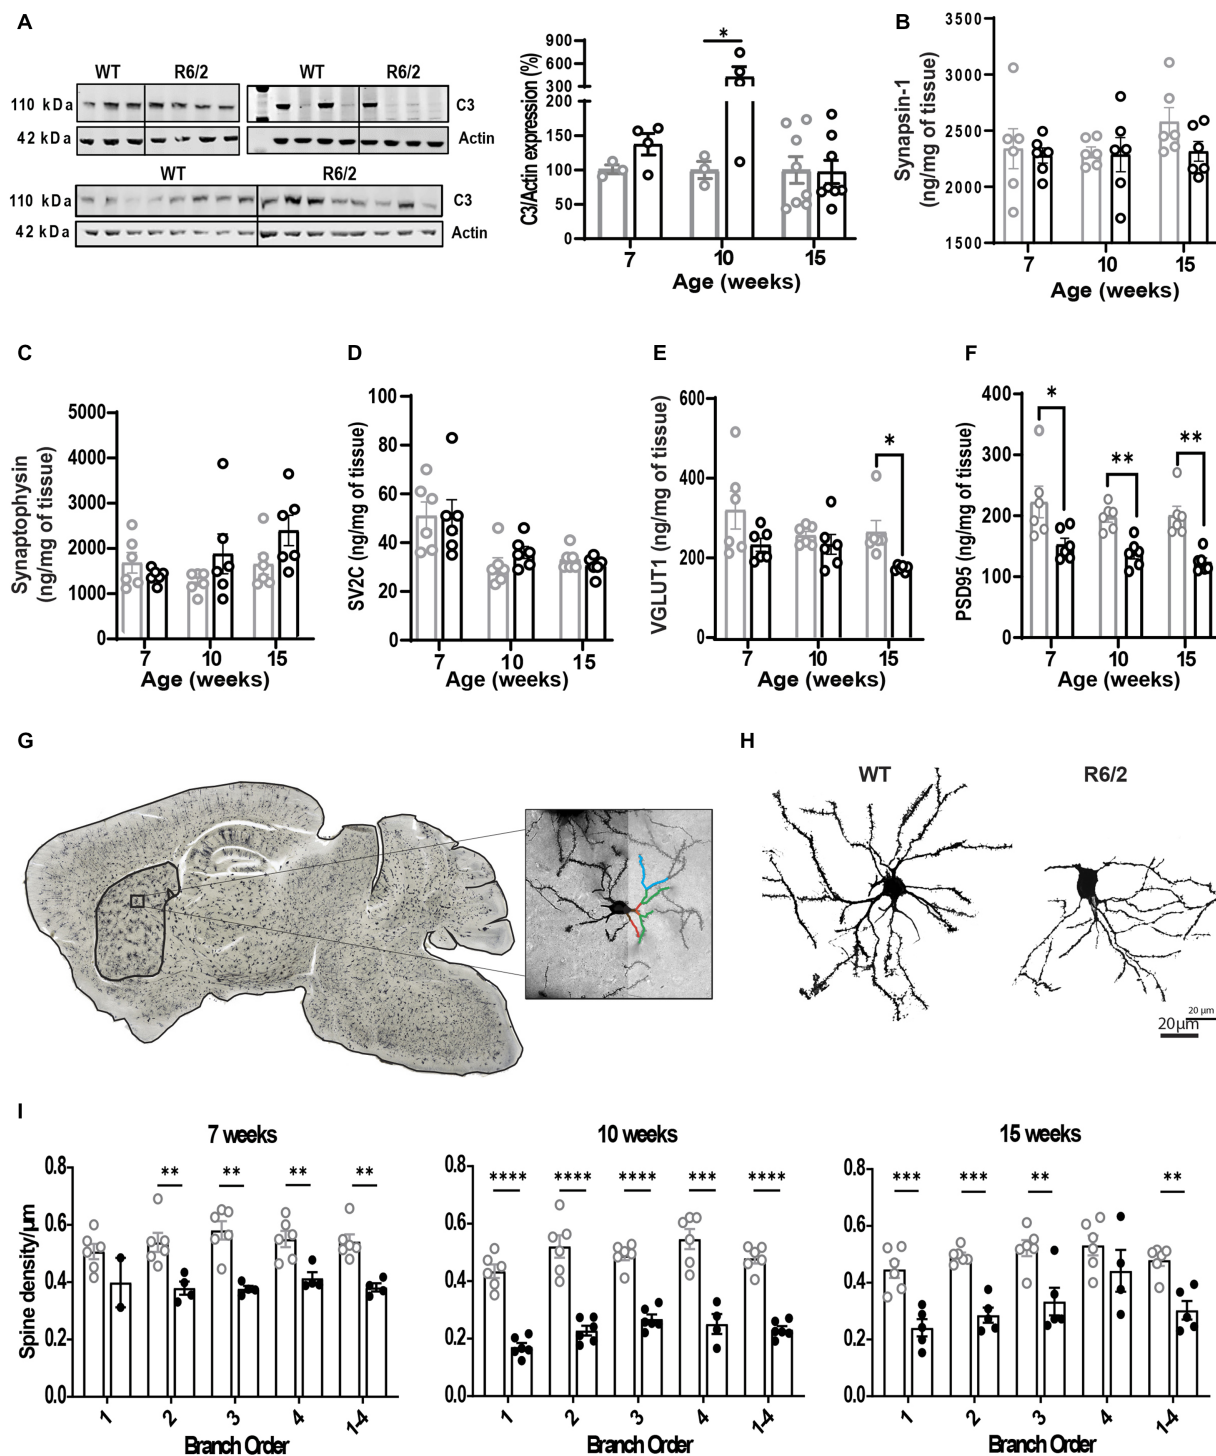 A
WT R6/2 WT R6/2
110 kDa C3
42 kDa Actin
WT R6/2
110 kDa C3
42 kDa Actin
C3/Actin expression (%)
900
600
300
200
150
100
50
0
*
7 10 15
Age (weeks)
B
Synapsin-1
(ng/mg of tissue)
3500
3000
2500
2000
1500
7 10 15
Age (weeks)
C
Synaptophysin
(ng/mg of tissue)
5000
4000
3000
2000
1000
0
7 10 15
Age (weeks)
D
SV2C (ng/mg of tissue)
100
80
60
40
20
0
7 10 15
Age (weeks)
E
VGLUT1 (ng/mg of tissue)
600
400
200
0
*
7 10 15
Age (weeks)
F
PSD95 (ng/mg of tissue)
400
300
200
100
0
* ** **
7 10 15
Age (weeks)
G
H
WT R6/2
20 µm
20µm
I
7 weeks
Spine density/µm
0.8
0.6
0.4
0.2
0.0
** ** ** **
1 2 3 4 1-4
Branch Order
10 weeks
0.8
0.6
0.4
0.2
0.0
**** **** **** *** ****
1 2 3 4 1-4
Branch Order
15 weeks
0.8
0.6
0.4
0.2
0.0
*** *** ** **
1 2 3 4 1-4
Branch Order